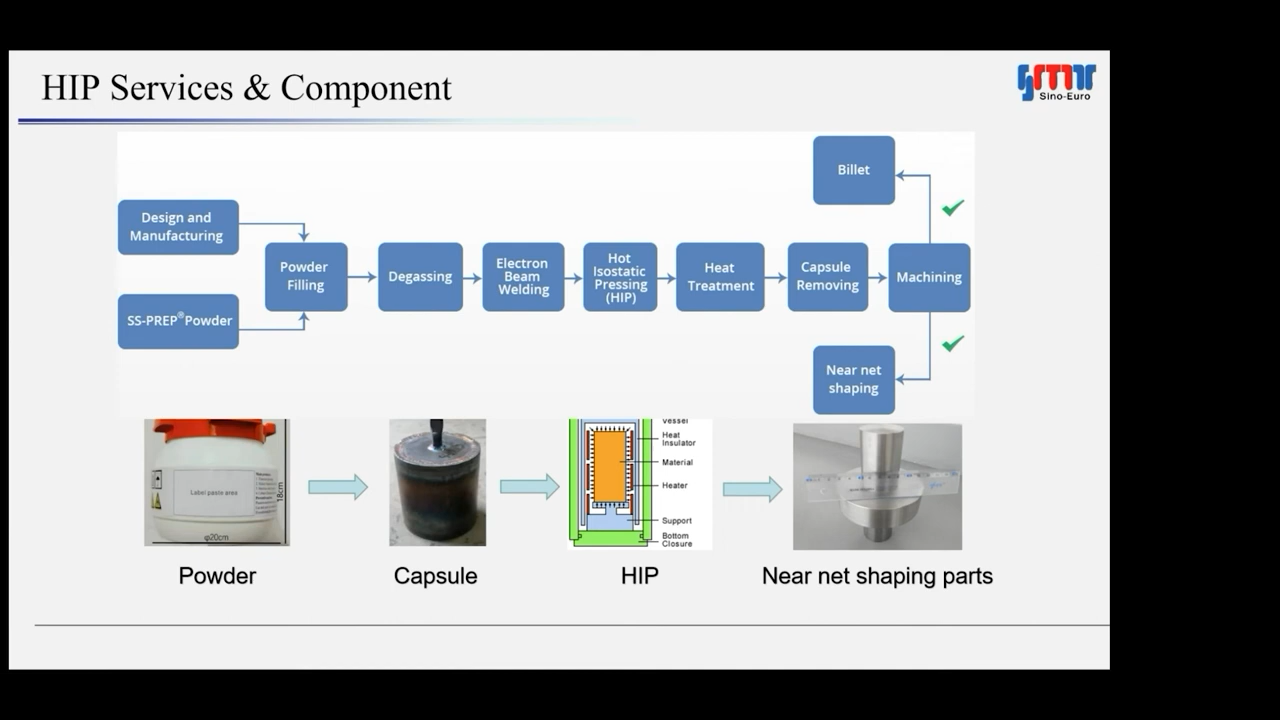 HIP Services & Component
Sino-Euro
Billet
Design and
Manufacturing
Powder
Filling
Degassing
Electron
Beam
Welding
Hot
Isostatic
Pressing
(HIP)
Heat
Treatment
Capsule
Removing
Machining
SS-PREP®Powder
Near net
shaping
Vessel
Heat
Insulator
Material
Heater
Support
Bottom
Closure
Label paste area
18cm
φ20cm
Powder
Capsule
HIP
Near net shaping parts